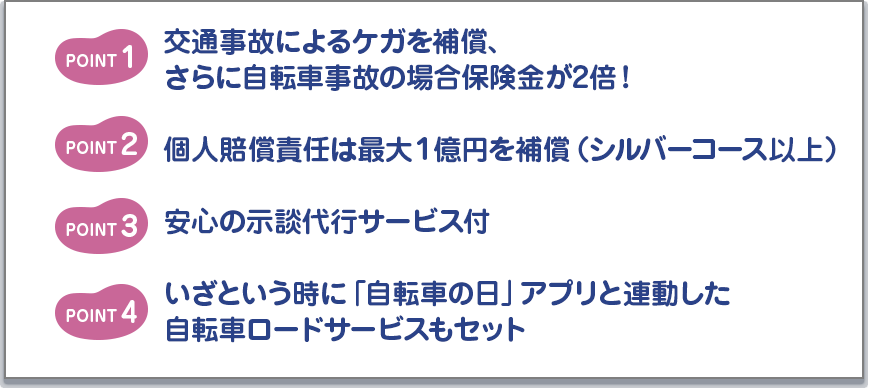 POINT 1
交通事故によるケガを補償、
さらに自転車事故の場合保険金が2倍！
POINT 2
個人賠償責任は最大1億円を補償（シルバーコース以上）
POINT 3
安心の示談代行サービス付
POINT 4
いざという時に「自転車の日」アプリと連動した
自転車ロードサービスもセット